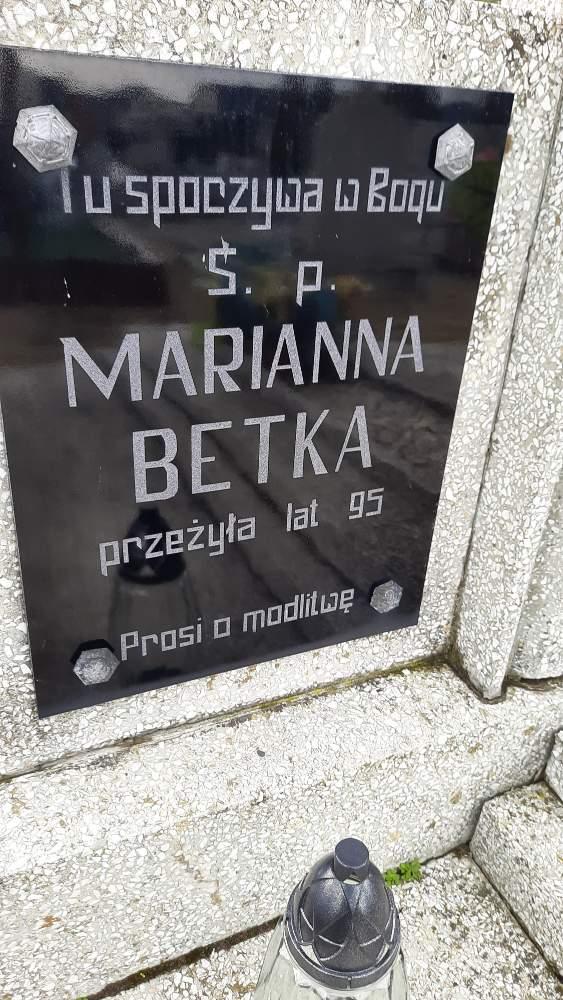 Tu spoczywa w Bogu
Ś. p.
MARIANNA
BETKA
przeżyła lat 95
Prosi o modlitwę